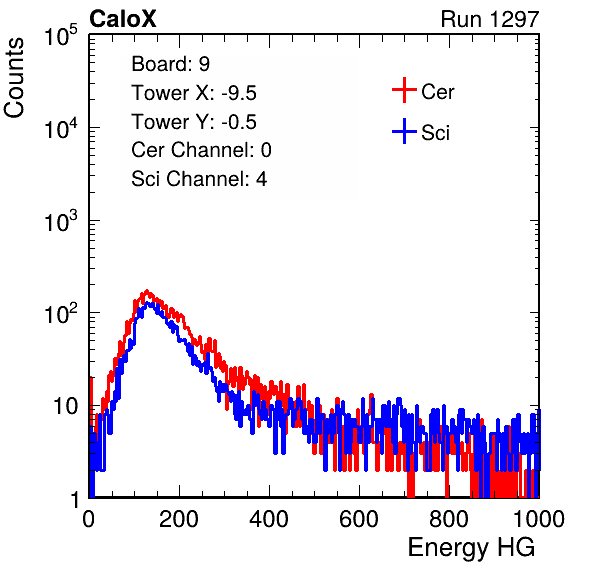 CaloX Run 1297
Counts
Board: 9
Tower X: -9.5
Tower Y: -0.5
Cer Channel: 0
Sci Channel: 4
Cer
Sci
10^5
10^4
10^3
10^2
10
1
0 200 400 600 800 1000
Energy HG